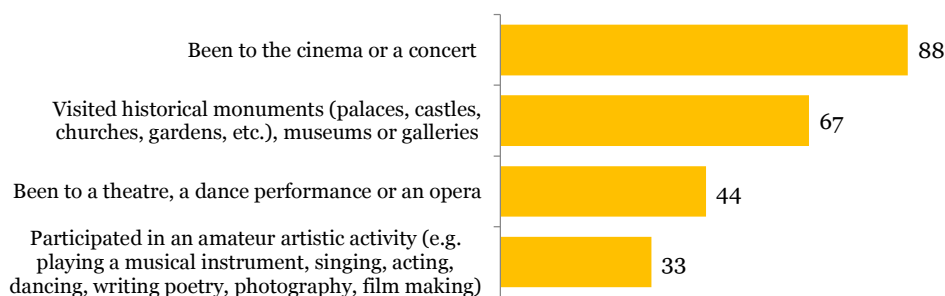 Been to the cinema or a concert
88
Visited historical monuments (palaces, castles,
churches, gardens, etc.), museums or galleries
67
Been to a theatre, a dance performance or an opera
44
Participated in an amateur artistic activity (e.g.
playing a musical instrument, singing, acting,
dancing, writing poetry, photography, film making)
33